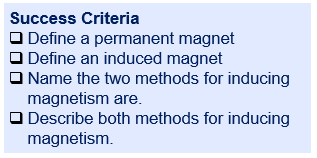 Success Criteria
❑ Define a permanent magnet
❑ Define an induced magnet
❑ Name the two methods for inducing
magnetism are.
❑ Describe both methods for inducing
magnetism.